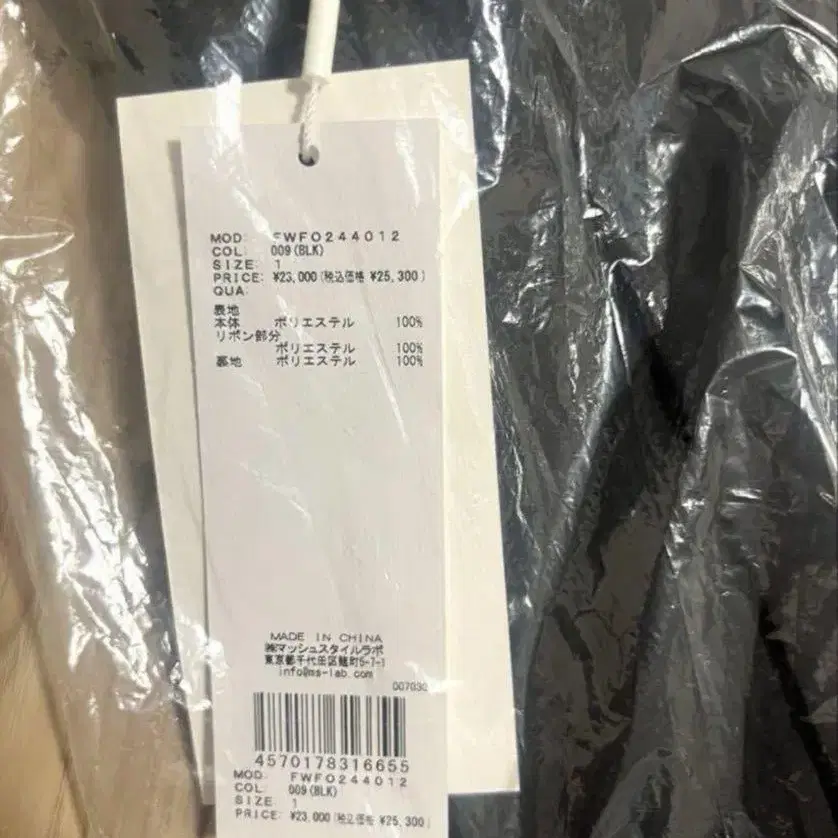 MOD: FWFO244012
COL: 009(BLK)
SIZE: 1
PRICE: ¥23,000(税込価格 ¥25,300)
QUA:
表地
本体 ポリエステル 100%
リボン部分
ポリエステル 100%
裏地 ポリエステル 100%
MADE IN CHINA
㈱マッシュスタイルラボ
東京都千代田区麹町5-7-1
info@ms-lab.com
007030
4570178316655
MOD: FWFO244012
COL: 009(BLK)
SIZE: 1
PRICE: ¥23,000(税込価格 ¥25,300)